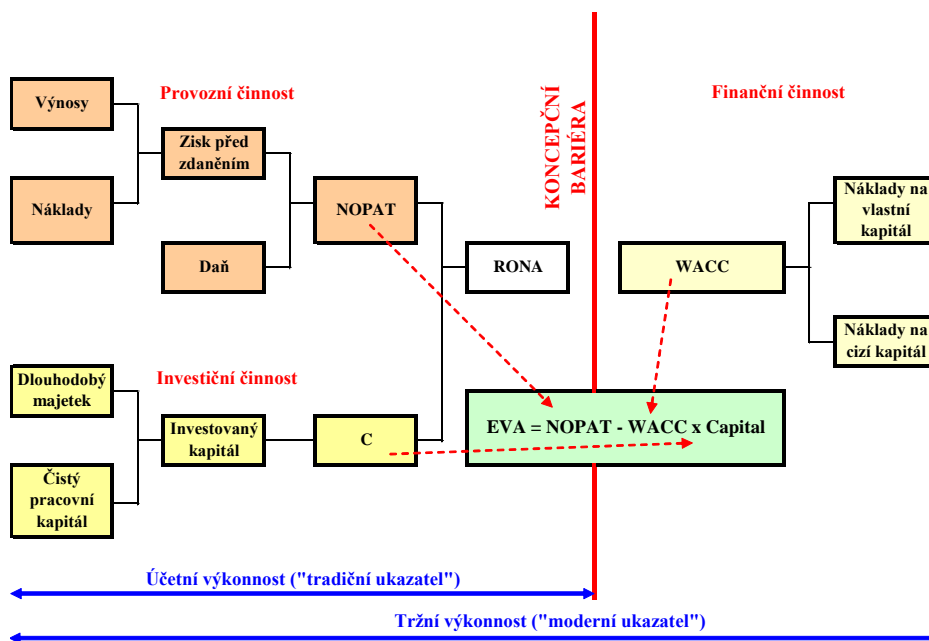 Provozní činnost
Finanční činnost
Výnosy
Zisk před
zdaněním
KONCEPČNÍ
BARIÉRA
Náklady
NOPAT
Náklady na
vlastní
kapitál
Daň
RONA
WACC
Náklady na
cizí kapitál
Investiční činnost
Dlouhodobý
majetek
Investovaný
kapitál
C
EVA = NOPAT - WACC x Capital
Čistý
pracovní
kapitál
Účetní výkonnost ("tradiční ukazatel")
Tržní výkonnost ("moderní ukazatel")